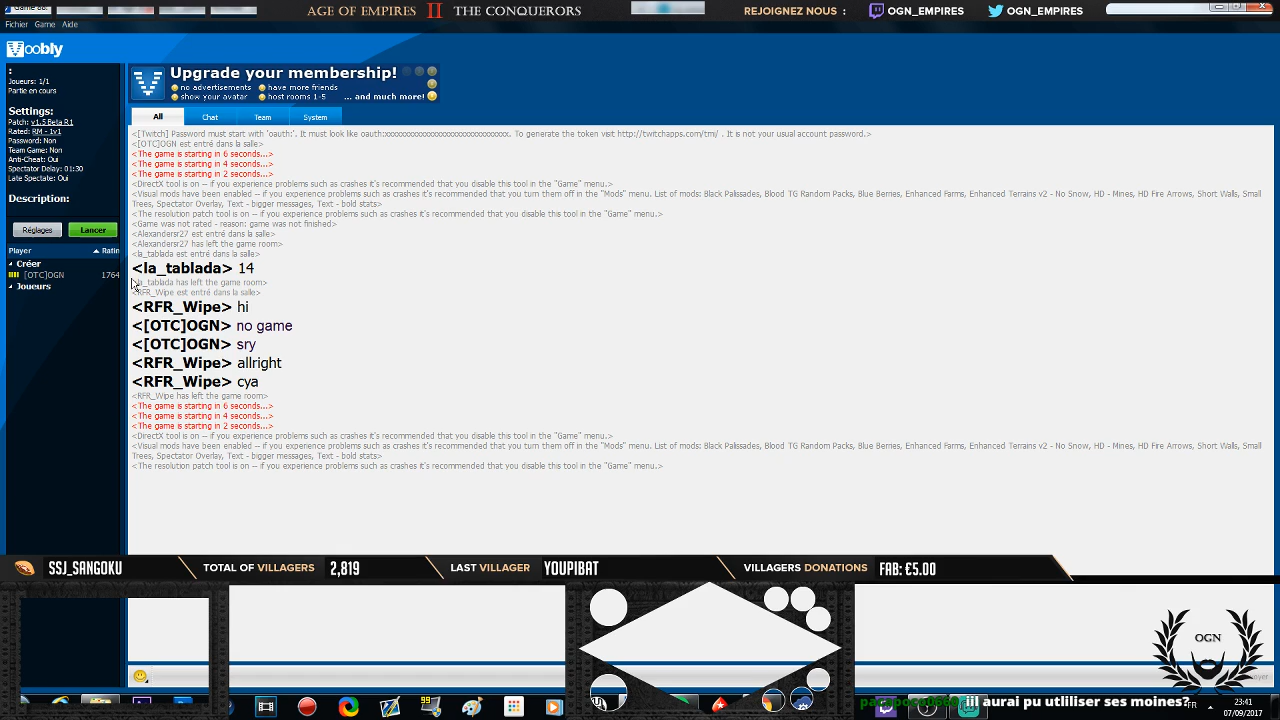 AGE OF EMPIRES II THE CONQUERORS
REJOIGNEZ NOUS : OGN_EMPIRES OGN_EMPIRES
Fichier Game Aide
Voobly
:
Joueurs: 1/1
Partie en cours
Settings:
Patch: v1.5 Beta R1
Rated: RM - 1v1
Password: Non
Team Game: Non
Anti-Cheat: Oui
Spectator Delay: 01:30
Late Spectate: Oui
Description:
Réglages Lancer
Player Ratin
Créer
[OTC]OGN 1764
Joueurs
Upgrade your membership!
no advertisements have more friends
show your avatar host rooms 1-5 ... and much more!
All Chat Team System
<[Twitch] Password must start with 'oauth:'. It must look like oauth:xxxxxxxxxxxxxxxxxxxxxxxxxxxxxx. To generate the token visit http://twitchapps.com/tmi/ . It is not your usual account password.>
<[OTC]OGN est entré dans la salle>
<The game is starting in 6 seconds...>
<The game is starting in 4 seconds...>
<The game is starting in 2 seconds...>
<DirectX tool is on -- if you experience problems such as crashes it's recommended that you disable this tool in the "Game" menu.>
<Visual mods have been enabled -- if you experience problems such as crashes it's recommended that you turn them off in the "Mods" menu. List of mods: Black Palissades, Blood TG Random Packs, Blue Berries, Enhanced Farms, Enhanced Terrains v2 - No Snow, HD - Mines, HD Fire Arrows, Short Walls, Small
Trees, Spectator Overlay, Text - bigger messages, Text - bold stats>
<The resolution patch tool is on -- if you experience problems such as crashes it's recommended that you disable this tool in the "Game" menu.>
<Game was not rated - reason: game was not finished>
<Alexandersr27 est entré dans la salle>
<Alexandersr27 has left the game room>
<la_tablada est entré dans la salle>
<la_tablada> 14
<la_tablada has left the game room>
<RFR_Wipe est entré dans la salle>
<RFR_Wipe> hi
<[OTC]OGN> no game
<[OTC]OGN> sry
<RFR_Wipe> allright
<RFR_Wipe> cya
<RFR_Wipe has left the game room>
<The game is starting in 6 seconds...>
<The game is starting in 4 seconds...>
<The game is starting in 2 seconds...>
<DirectX tool is on -- if you experience problems such as crashes it's recommended that you disable this tool in the "Game" menu.>
<Visual mods have been enabled -- if you experience problems such as crashes it's recommended that you turn them off in the "Mods" menu. List of mods: Black Palissades, Blood TG Random Packs, Blue Berries, Enhanced Farms, Enhanced Terrains v2 - No Snow, HD - Mines, HD Fire Arrows, Short Walls, Small
Trees, Spectator Overlay, Text - bigger messages, Text - bold stats>
<The resolution patch tool is on -- if you experience problems such as crashes it's recommended that you disable this tool in the "Game" menu.>
SSJ_SANGOKU TOTAL OF VILLAGERS 2,819 LAST VILLAGER YOUPIBAT VILLAGERS DONATIONS FAB: €5.00
OGN
99
iil aurai pu utliliser ses moines?
FR
23:41
07/09/2017